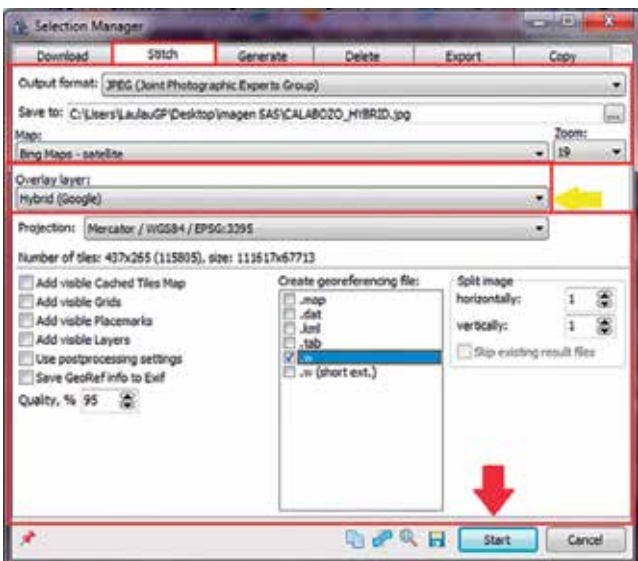 Selection Manager
Download Stitch Generate Delete Export Copy
Output format: JPEG (Joint Photographic Experts Group)
Save to: C:\Users\LaulauGP\Desktop\Imagen SAS\CALABOZO_HYBRID.jpg ...
Map: Zoom:
Bing Maps - satellite 19
Overlay layer:
Hybrid (Google)
Projection: Mercator / WGS84 / EPSG:3395
Number of tiles: 437x265 (115805), size: 111617x67713
Add visible Cached Tiles Map
Add visible Grids
Add visible Placemarks
Add visible Layers
Use postprocessing settings
Save GeoRef info to Exif
Quality, % 95
Create georeferencing file:
.map
.dat
.kml
.tab
.w
.w (short ext.)
Split image
horizontally: 1
vertically: 1
Skip existing result files
Start Cancel